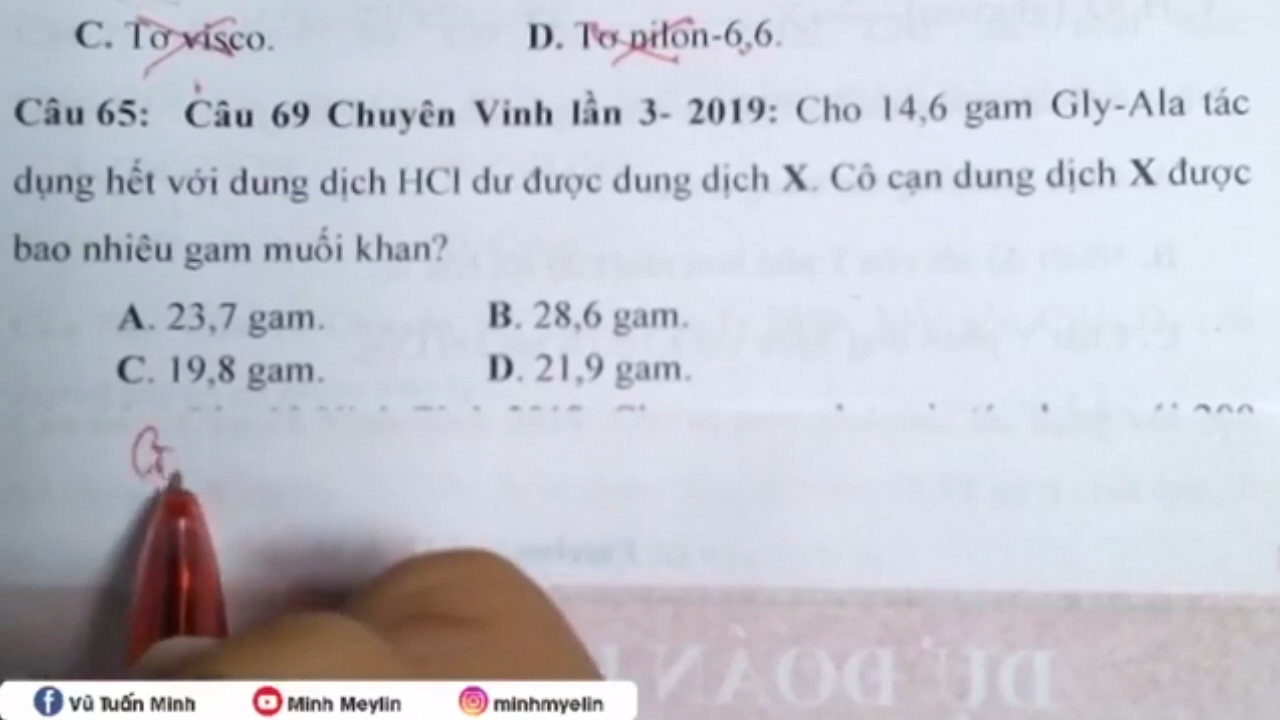 C. Tơ visco. D. Tơ nilon-6,6.
Câu 65: Câu 69 Chuyên Vinh lần 3- 2019: Cho 14,6 gam Gly-Ala tác
dụng hết với dung dịch HCl dư được dung dịch X. Cô cạn dung dịch X được
bao nhiêu gam muối khan?
A. 23,7 gam. B. 28,6 gam.
C. 19,8 gam. D. 21,9 gam.
Vũ Tuấn Minh Minh Meylin minhmyelin